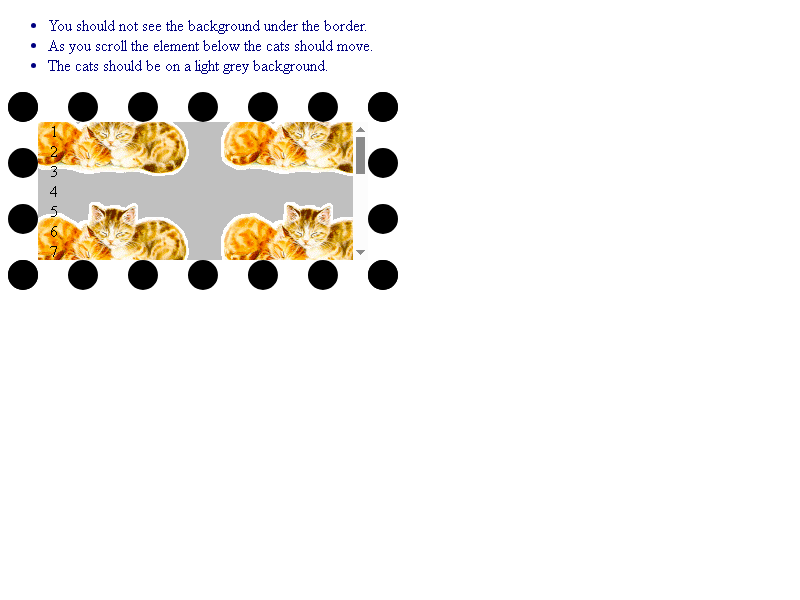 You should not see the background under the border.
As you scroll the element below the cats should move.
The cats should be on a light grey background.
1
2
3
4
5
6
7